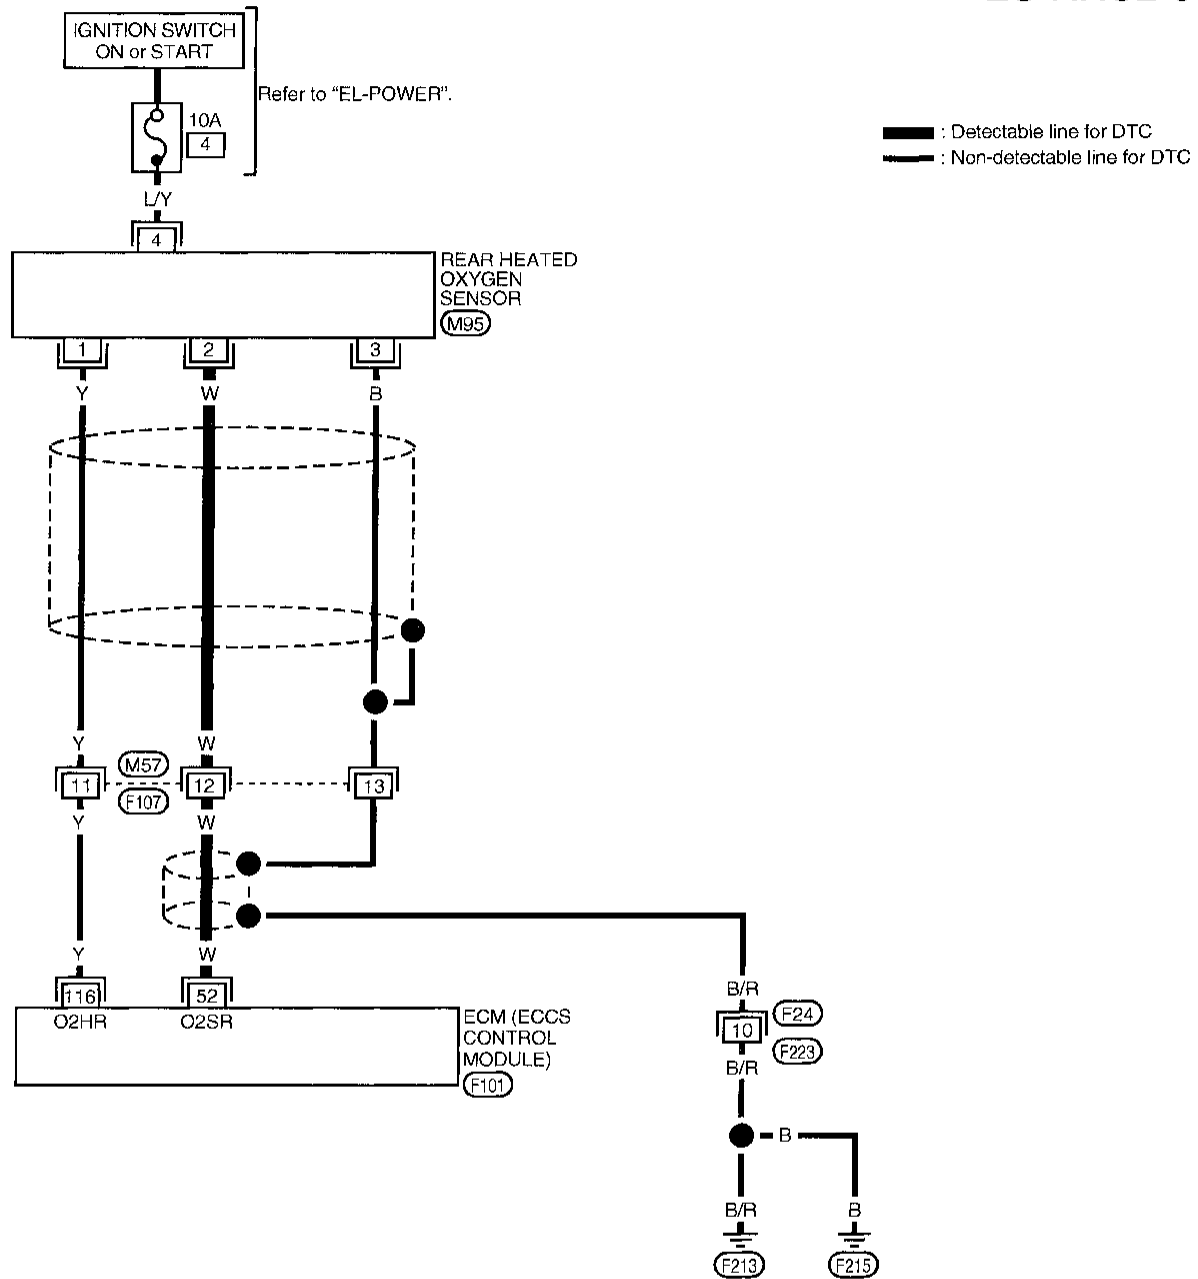 IGNITION SWITCH
ON or START
Refer to "EL-POWER".
10A
4
: Detectable line for DTC
: Non-detectable line for DTC
L/Y
4
REAR HEATED
OXYGEN
SENSOR
M95
1 2 3
Y W B
Y W
M57
11 12 13
F107
Y W
Y W
116 52
O2HR O2SR
ECM (ECCS
CONTROL
MODULE)
F101
B/R
F24
10
F223
B/R
B
B/R B
F213 F215